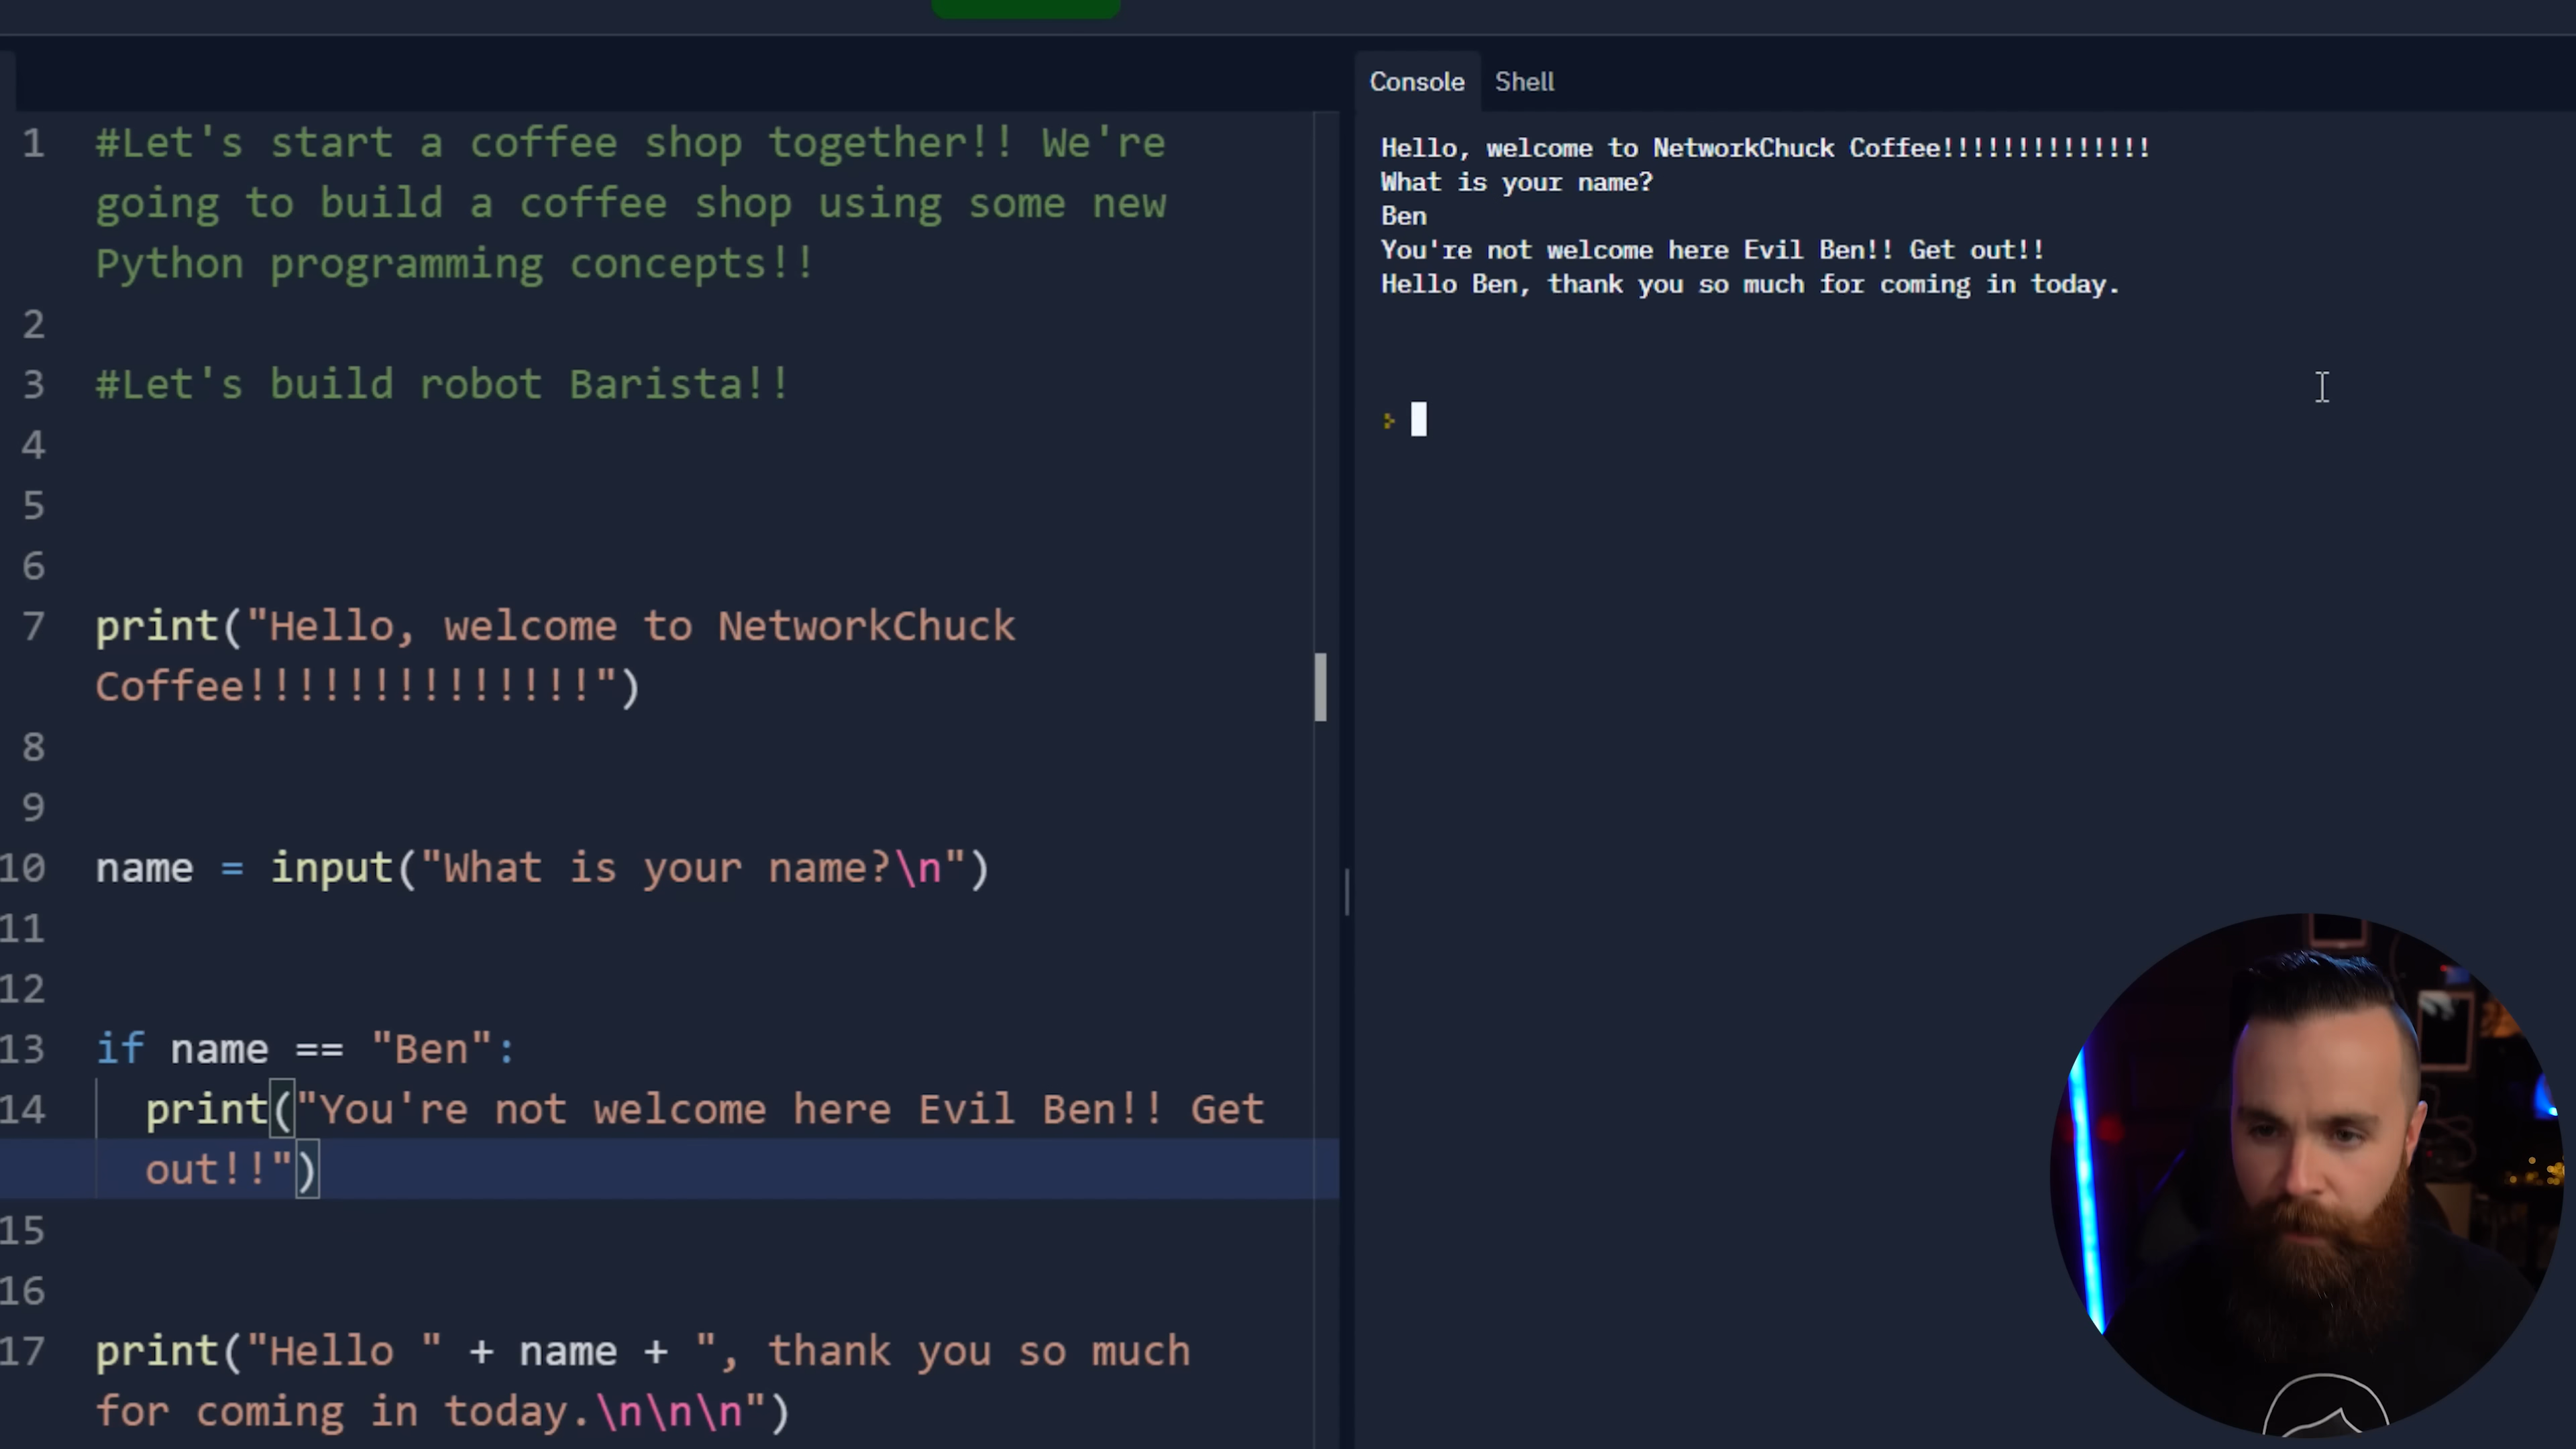 Console Shell
1 #Let's start a coffee shop together!! We're
going to build a coffee shop using some new
Python programming concepts!!
2
3 #Let's build robot Barista!!
4
5
6
7 print("Hello, welcome to NetworkChuck
Coffee!!!!!!!!!!!!!!")
8
9
10 name = input("What is your name?\n")
11
12
13 if name == "Ben":
14 print("You're not welcome here Evil Ben!! Get
out!!")
15
16
17 print("Hello " + name + ", thank you so much
for coming in today.\n\n\n")
Hello, welcome to NetworkChuck Coffee!!!!!!!!!!!!!!
What is your name?
Ben
You're not welcome here Evil Ben!! Get out!!
Hello Ben, thank you so much for coming in today.